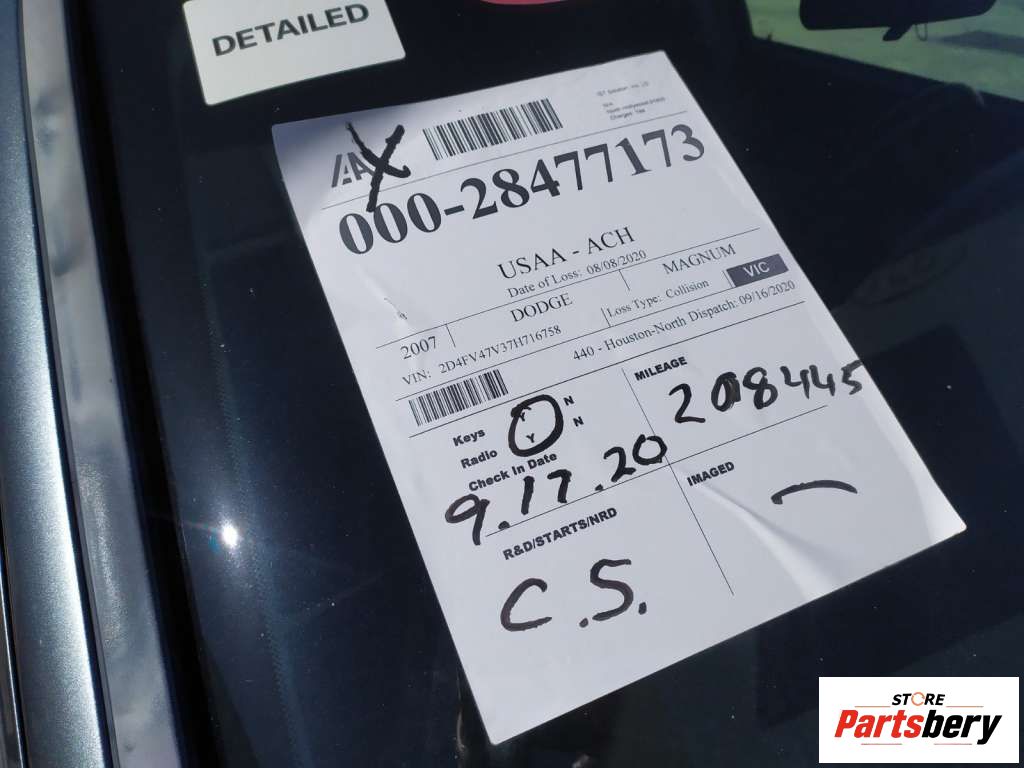 DETAILED
IAA
X
000-28477173
USAA - ACH
Date of Loss: 08/08/2020
2007 DODGE MAGNUM
VIN: 2D4FV47V37H716758 Loss Type: Collision VIC
440 - Houston-North Dispatch: 09/16/2020
Keys Y N
Radio Y N
MILEAGE
208445
Check In Date
9.17.20
IMAGED
R&D/STARTS/NRD
C.S.
STORE
Partsbery